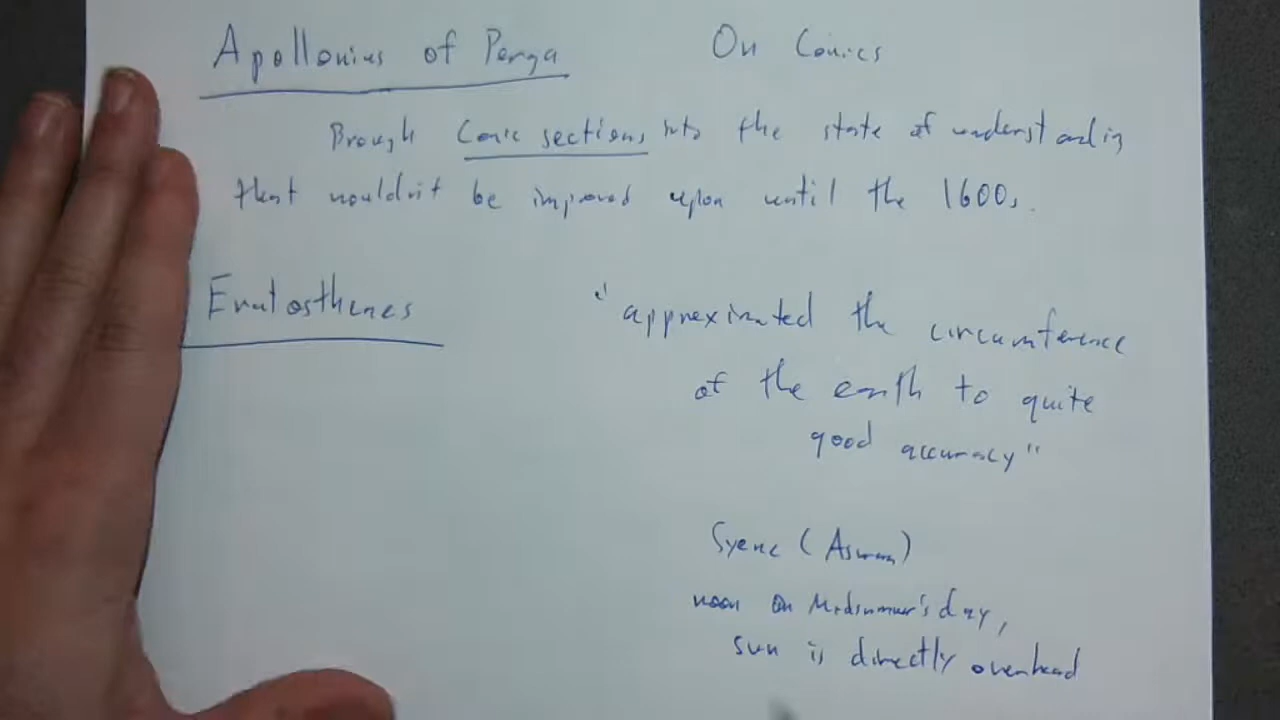 Apollonius of Perga On Conics
Brough Conic sections into the state of understanding
that wouldn't be improved upon until the 1600s.
Eratosthenes
"approximated the circumference
of the earth to quite
good accuracy"
Syene (Aswan)
noon on Midsummer's day,
sun is directly overhead